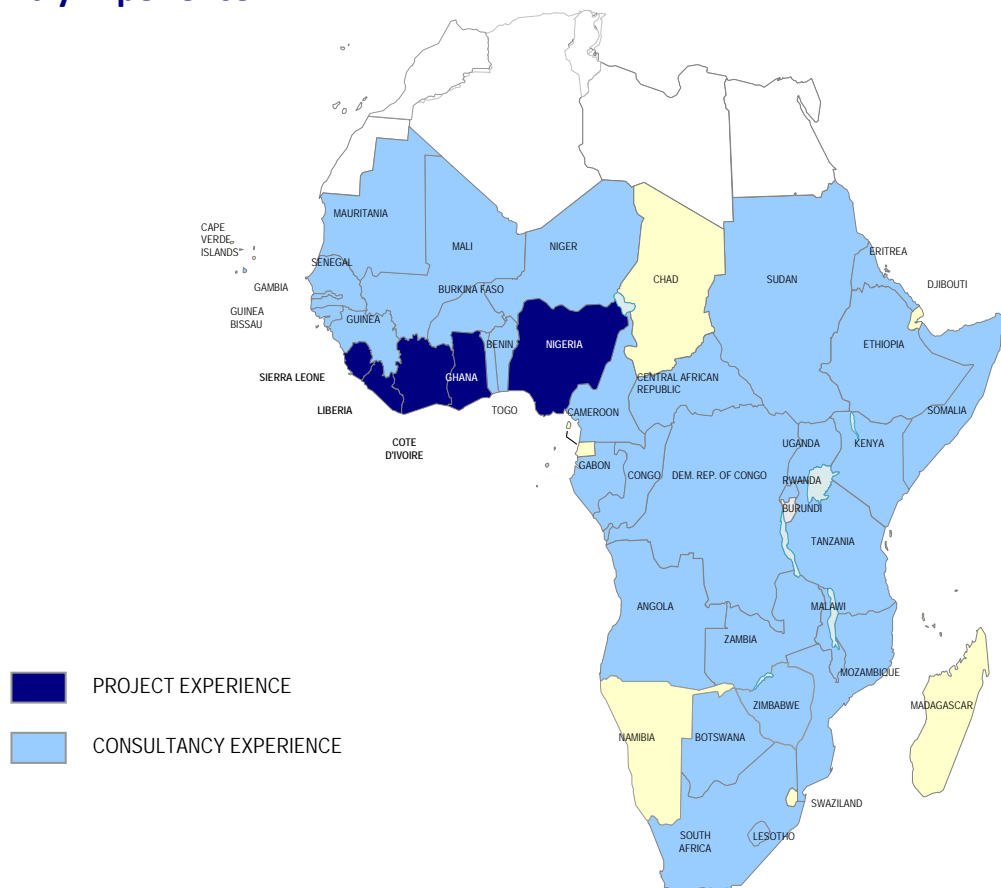 CAPE
VERDE
ISLANDS
MAURITANIA
MALI
NIGER
CHAD
SUDAN
ERITREA
DJIBOUTI
SENEGAL
GAMBIA
BURKINA FASO
GUINEA
BISSAU
GUINEA
BENIN
NIGERIA
ETHIOPIA
SIERRA LEONE
GHANA
CENTRAL AFRICAN
REPUBLIC
LIBERIA
TOGO
CAMEROON
SOMALIA
COTE
D'IVOIRE
UGANDA
KENYA
GABON
CONGO
DEM. REP. OF CONGO
RWANDA
BURUNDI
TANZANIA
ANGOLA
MALAWI
ZAMBIA
MOZAMBIQUE
PROJECT EXPERIENCE
ZIMBABWE
MADAGASCAR
NAMIBIA
BOTSWANA
CONSULTANCY EXPERIENCE
SWAZILAND
SOUTH
AFRICA
LESOTHO